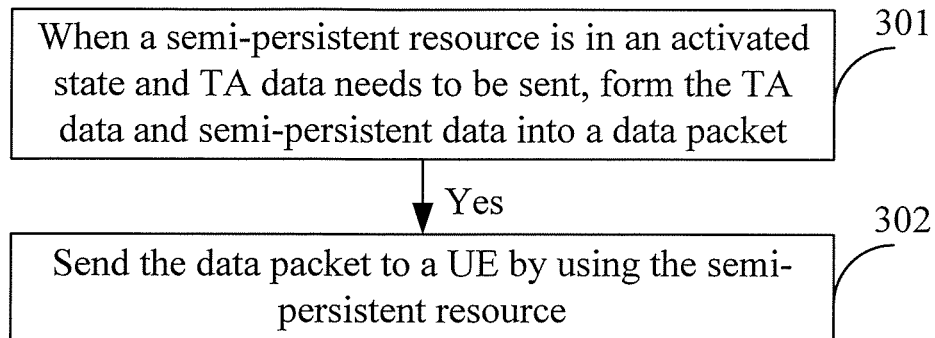 When a semi-persistent resource is in an activated
state and TA data needs to be sent, form the TA
data and semi-persistent data into a data packet
301
Yes
Send the data packet to a UE by using the semi-
persistent resource
302